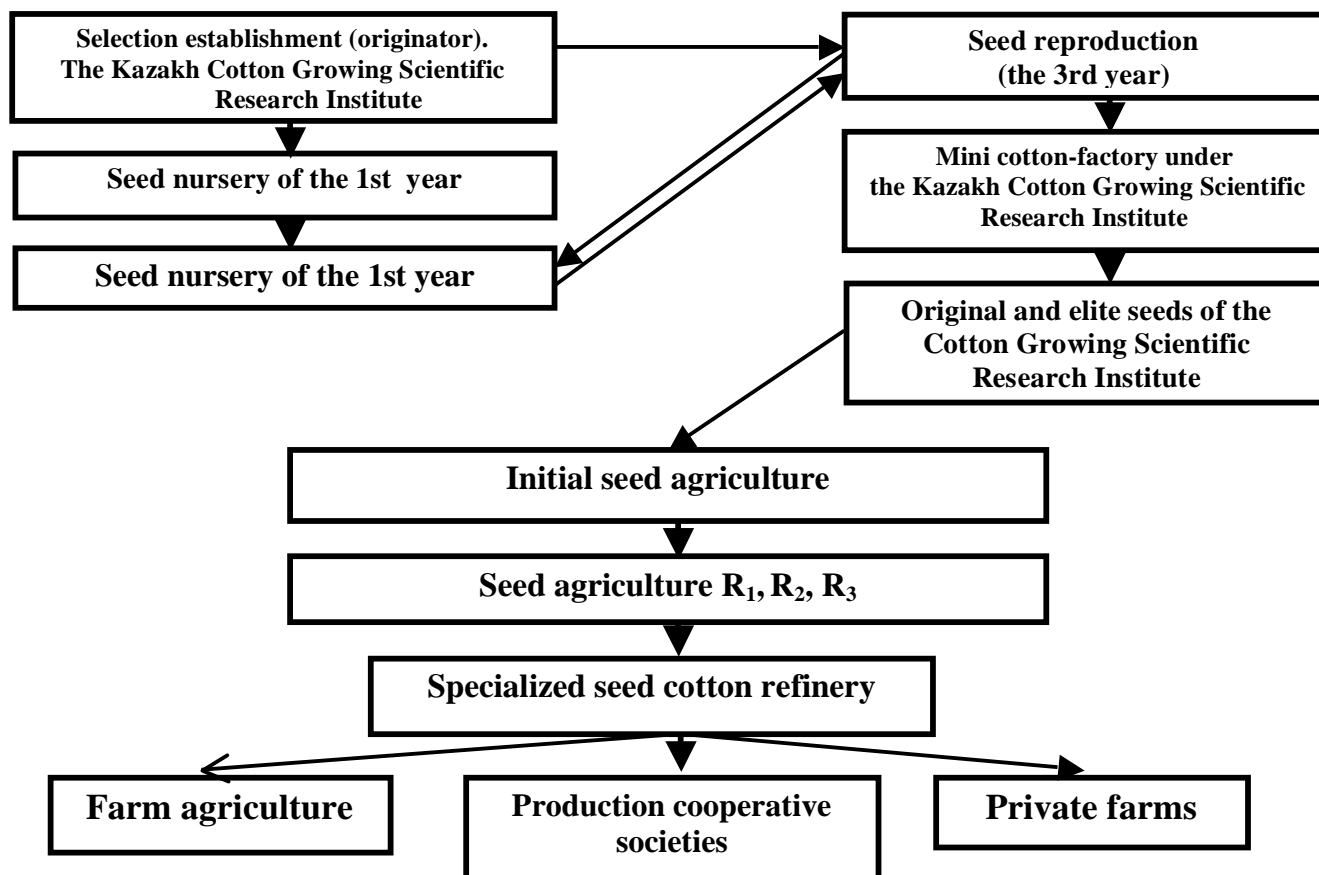 Selection establishment (originator).
The Kazakh Cotton Growing Scientific
Research Institute
Seed nursery of the 1st year
Seed nursery of the 1st year
Seed reproduction
(the 3rd year)
Mini cotton-factory under
the Kazakh Cotton Growing Scientific
Research Institute
Original and elite seeds of the
Cotton Growing Scientific
Research Institute
Initial seed agriculture
Seed agriculture R₁, R₂, R₃
Specialized seed cotton refinery
Farm agriculture
Production cooperative
societies
Private farms